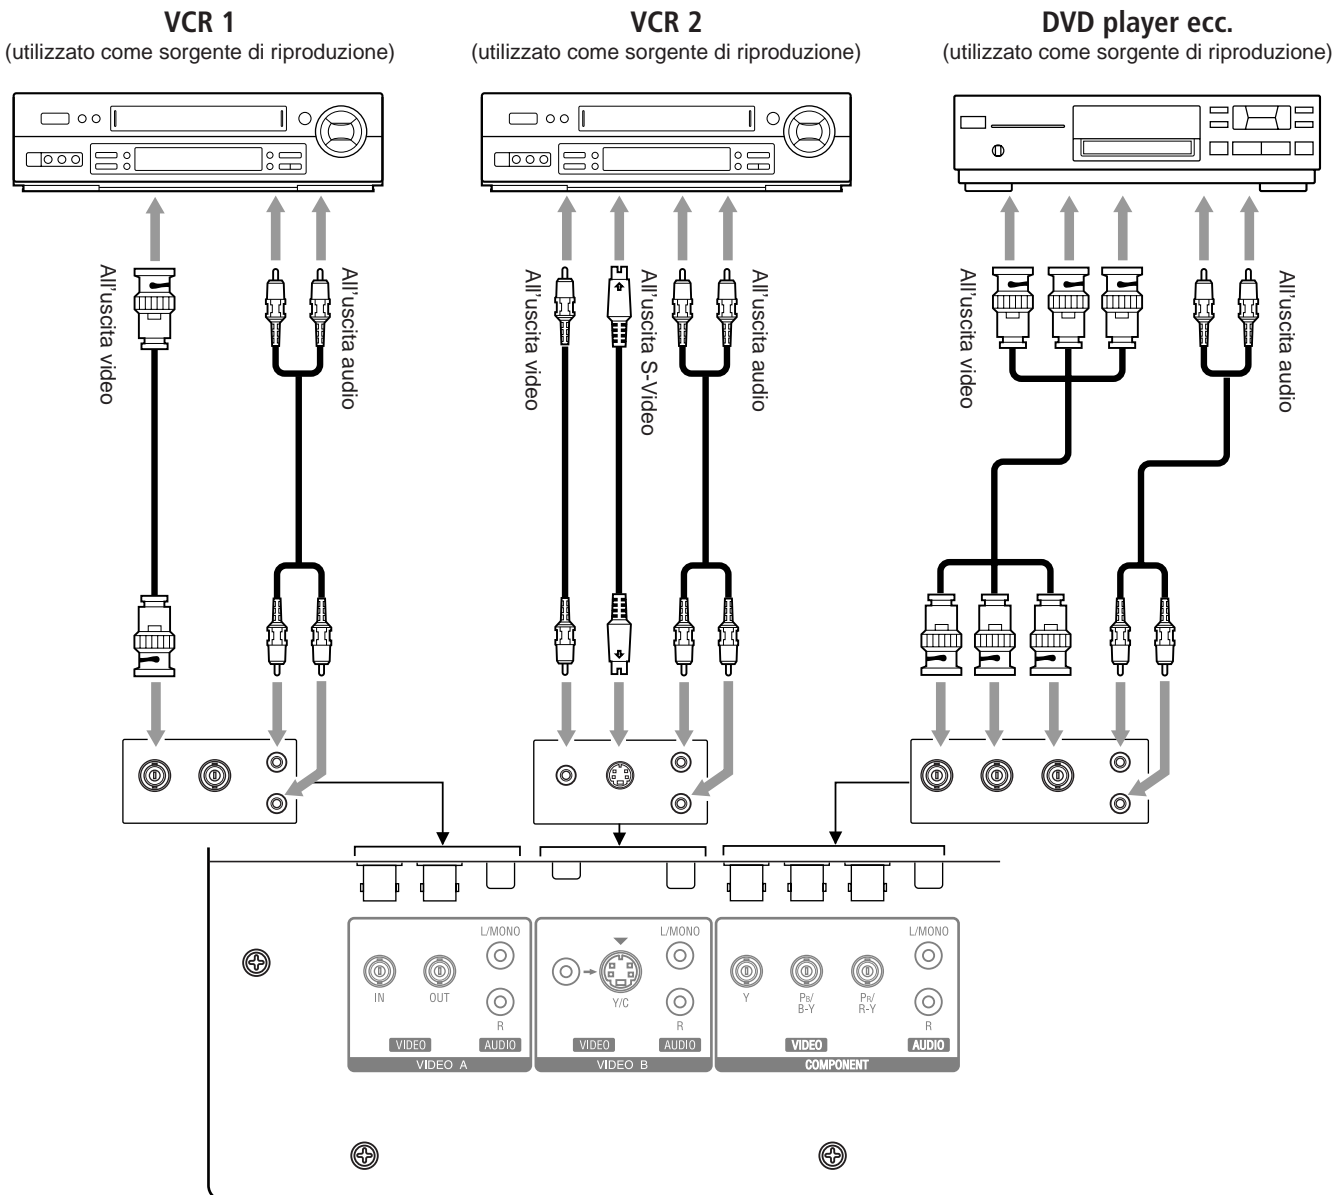 VCR 1
(utilizzato come sorgente di riproduzione)
VCR 2
(utilizzato come sorgente di riproduzione)
DVD player ecc.
(utilizzato come sorgente di riproduzione)
All'uscita video
All'uscita audio
All'uscita video
All'uscita S-Video
All'uscita audio
All'uscita video
All'uscita audio
IN
OUT
L/MONO
R
VIDEO
AUDIO
VIDEO A
Y/C
L/MONO
R
VIDEO
AUDIO
VIDEO B
Y
PB/
B-Y
PR/
R-Y
L/MONO
R
VIDEO
AUDIO
COMPONENT